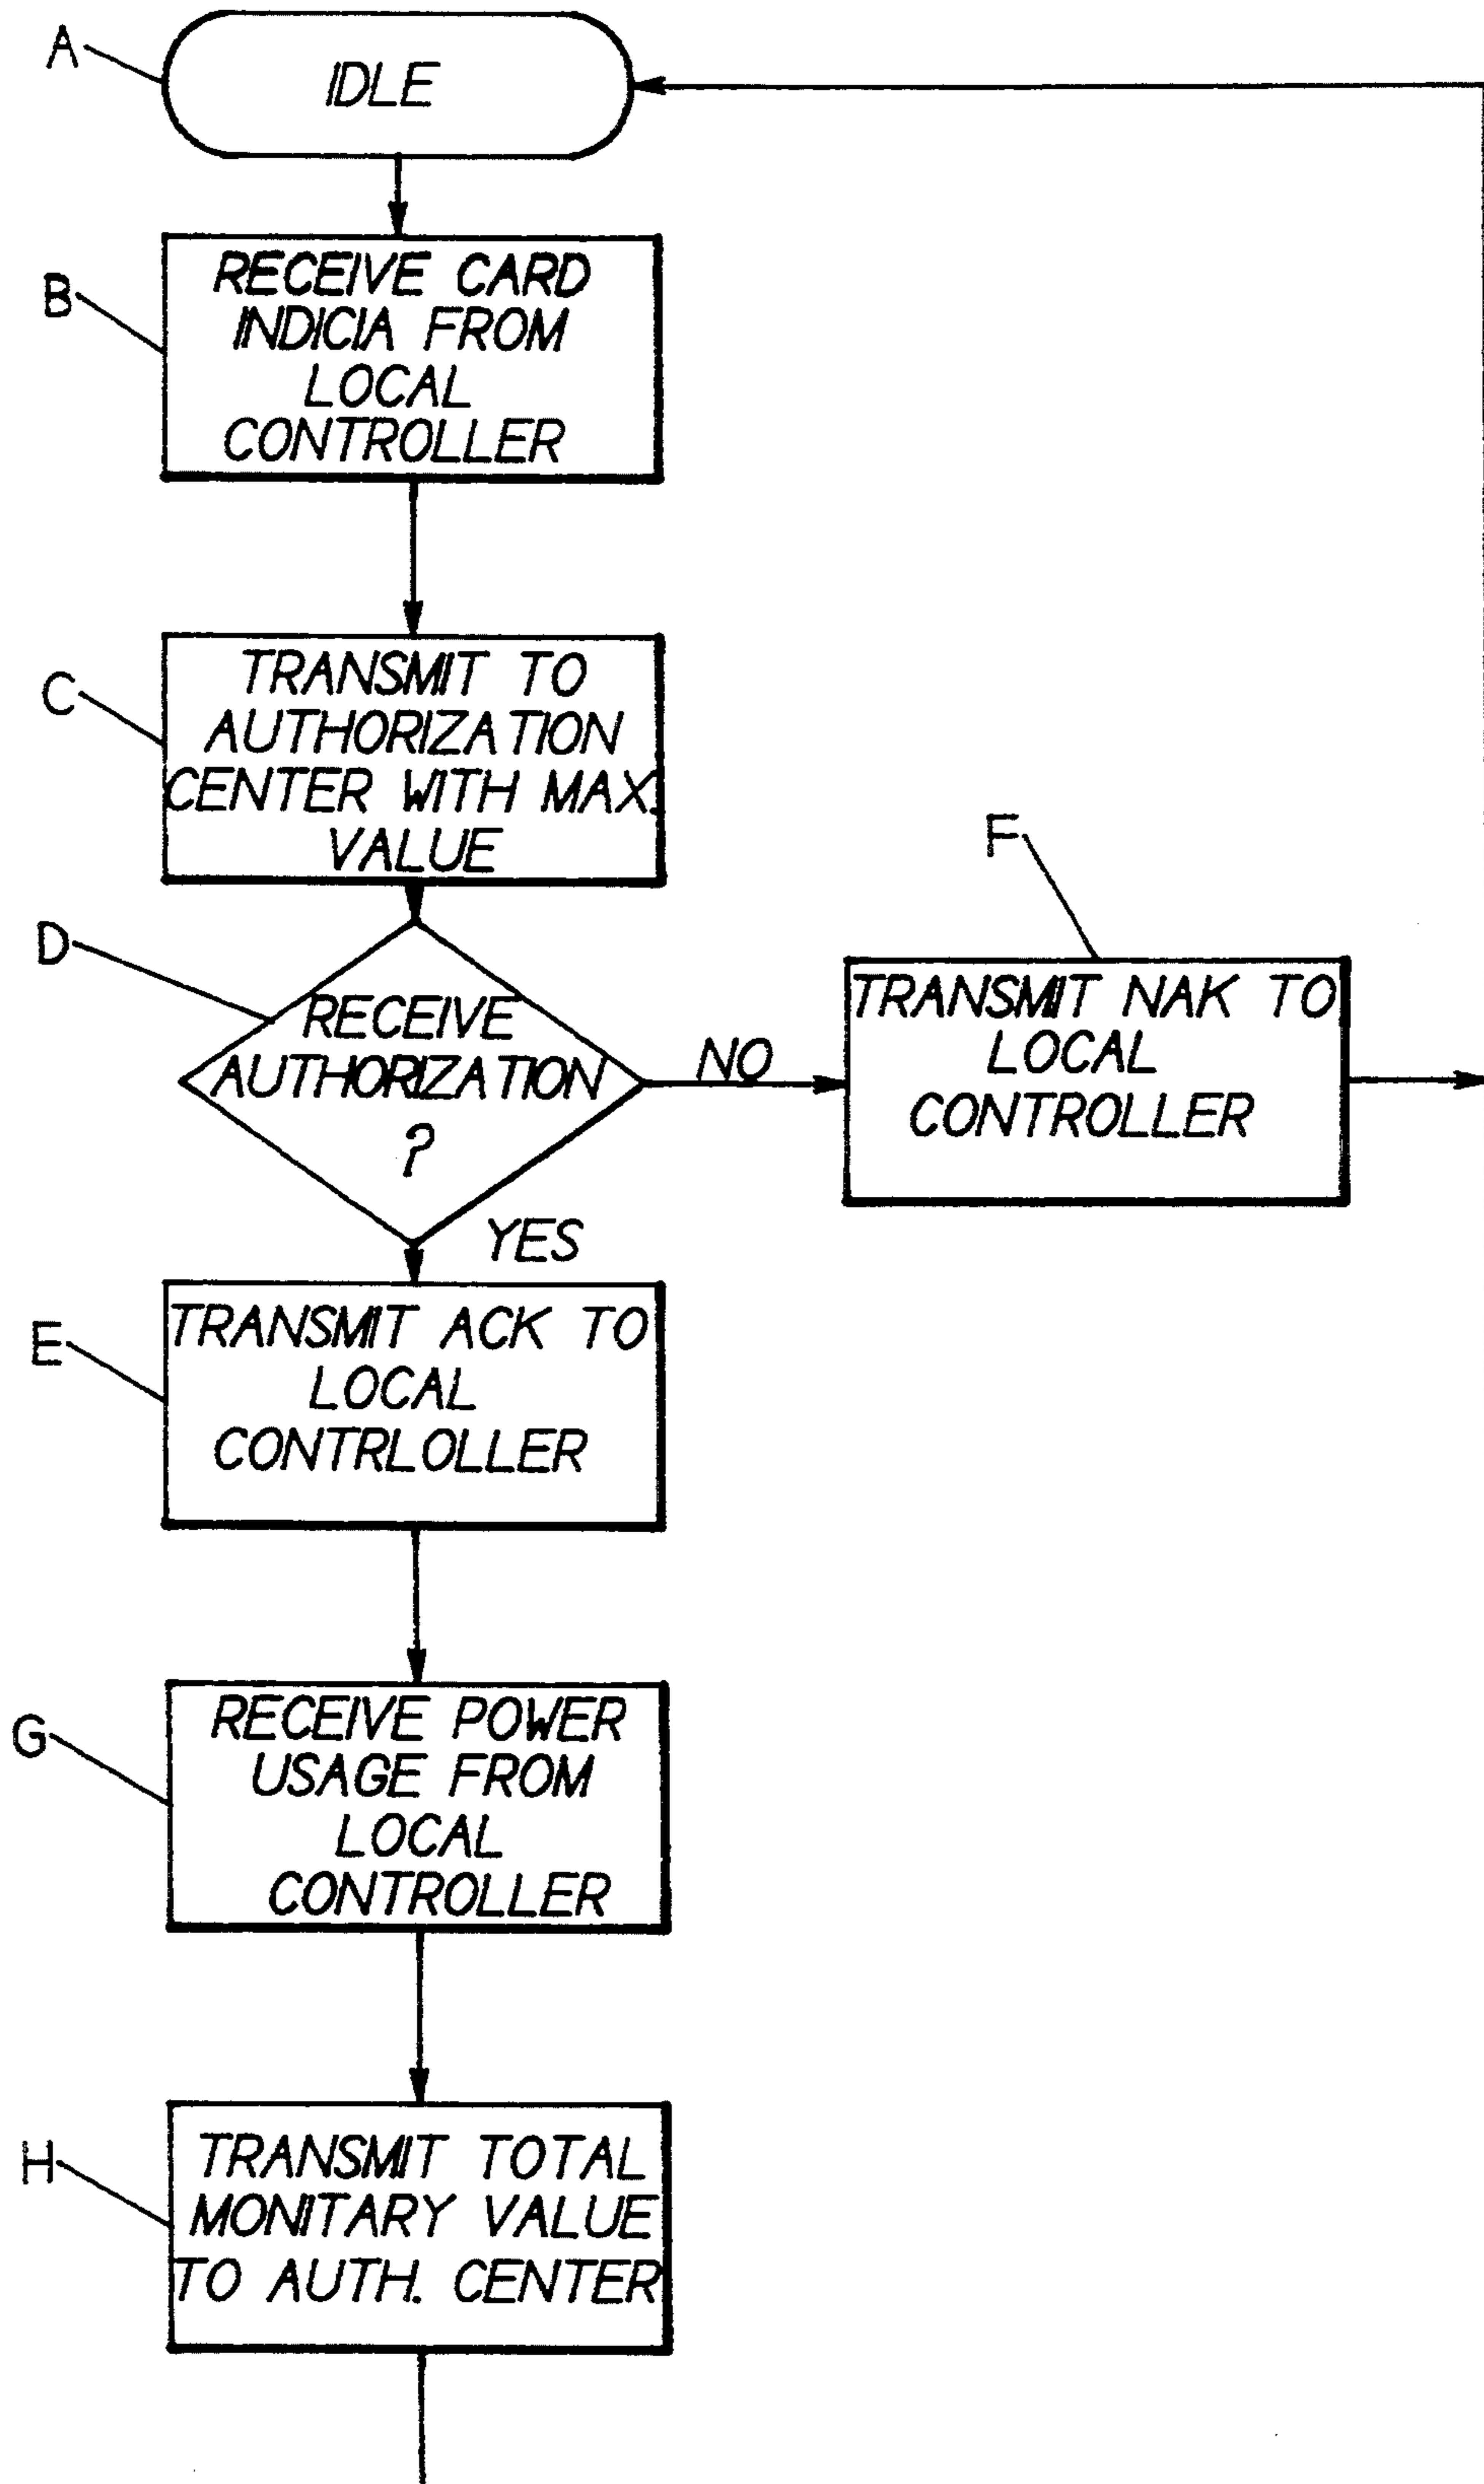 A
IDLE
B
RECEIVE CARD
INDICIA FROM
LOCAL
CONTROLLER
C
TRANSMIT TO
AUTHORIZATION
CENTER WITH MAX.
VALUE
D
RECEIVE
AUTHORIZATION
?
NO
F
TRANSMIT NAK TO
LOCAL
CONTROLLER
YES
E
TRANSMIT ACK TO
LOCAL
CONTRLOLLER
G
RECEIVE POWER
USAGE FROM
LOCAL
CONTROLLER
H
TRANSMIT TOTAL
MONITARY VALUE
TO AUTH. CENTER